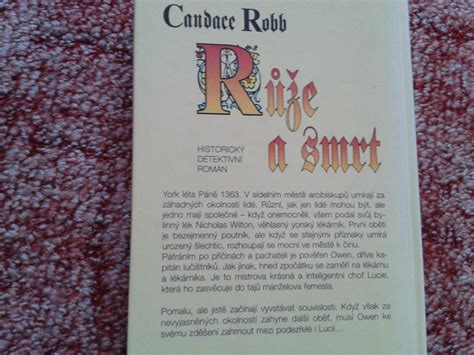 Candace Robb
Růže
a smrt
HISTORICKÝ
DETEKTIVNÍ
ROMÁN
York léta Páně 1363. V sídelním městě arcibiskupů umírají za
záhadných okolností lidé. Různí, jak jen lidé mohou být, ale
jedno mají společné – když onemocněli, všem podal svůj by-
linný lék Nicholas Wilton, věhlasný yorský lékárník. První obětí
je bezejmenný poutník, ale když se stejnými příznaky umírá
urozený šlechtic, rozhoupají se mocní ve městě k činu.
Pátráním po příčinách a pachateli je pověřen Owen, dříve ka-
pitán lučištníků. Jak jinak, hned zpočátku se zaměří na lékárnu
a lékárníka. Je to mistrova krásná a inteligentní choť Lucie,
která ho zasvěcuje do tajů manželova řemesla.
Pomalu, ale jistě začínají vyvstávat souvislosti. Když však za
nevyjasněných okolností zahyne další oběť, musí Owen ke
svému zděšení zahrnout mezi podezřelé i Lucii...